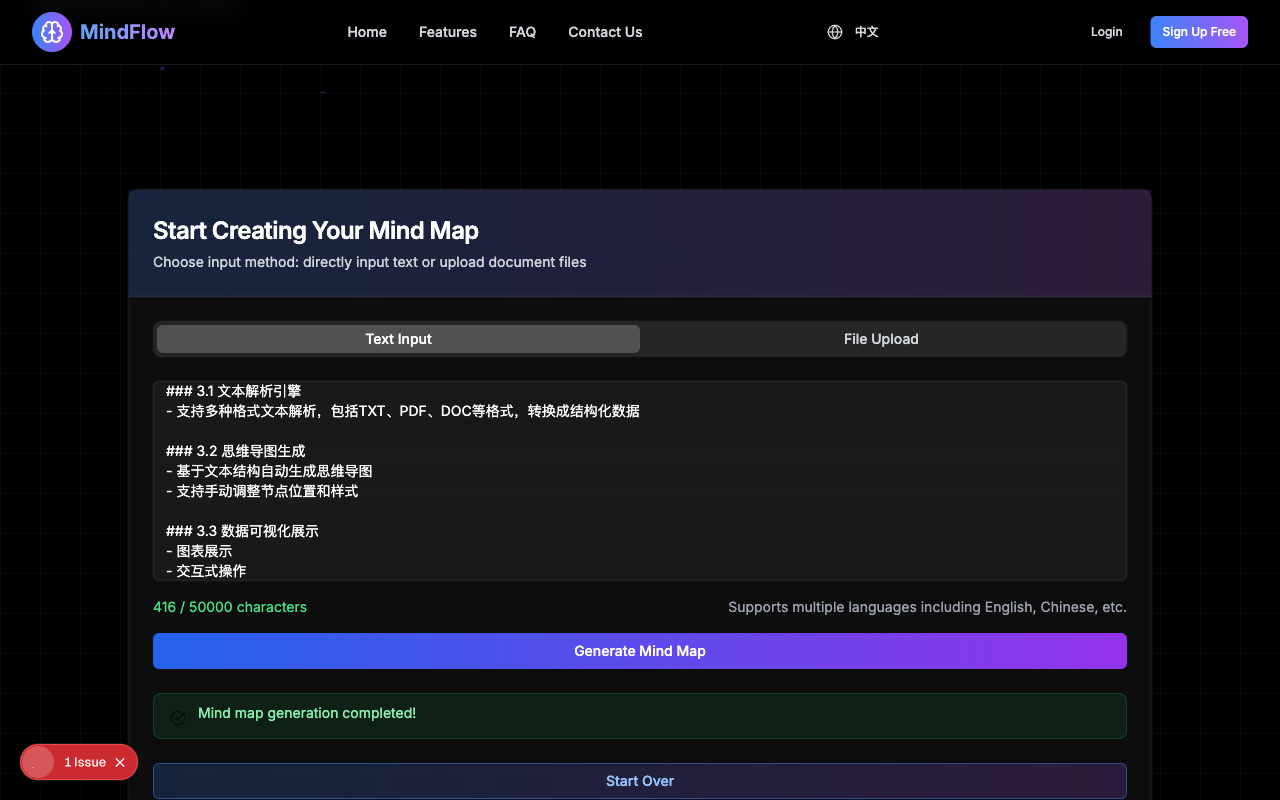 MindFlow
Home
Features
FAQ
Contact Us
中文
Login
Sign Up Free
Start Creating Your Mind Map
Choose input method: directly input text or upload document files
Text Input
File Upload
### 3.1 文本解析引擎
- 支持多种格式文本解析，包括TXT、PDF、DOC等格式，转换成结构化数据
### 3.2 思维导图生成
- 基于文本结构自动生成思维导图
- 支持手动调整节点位置和样式
### 3.3 数据可视化展示
- 图表展示
- 交互式操作
416 / 50000 characters
Supports multiple languages including English, Chinese, etc.
Generate Mind Map
Mind map generation completed!
1 Issue
Start Over